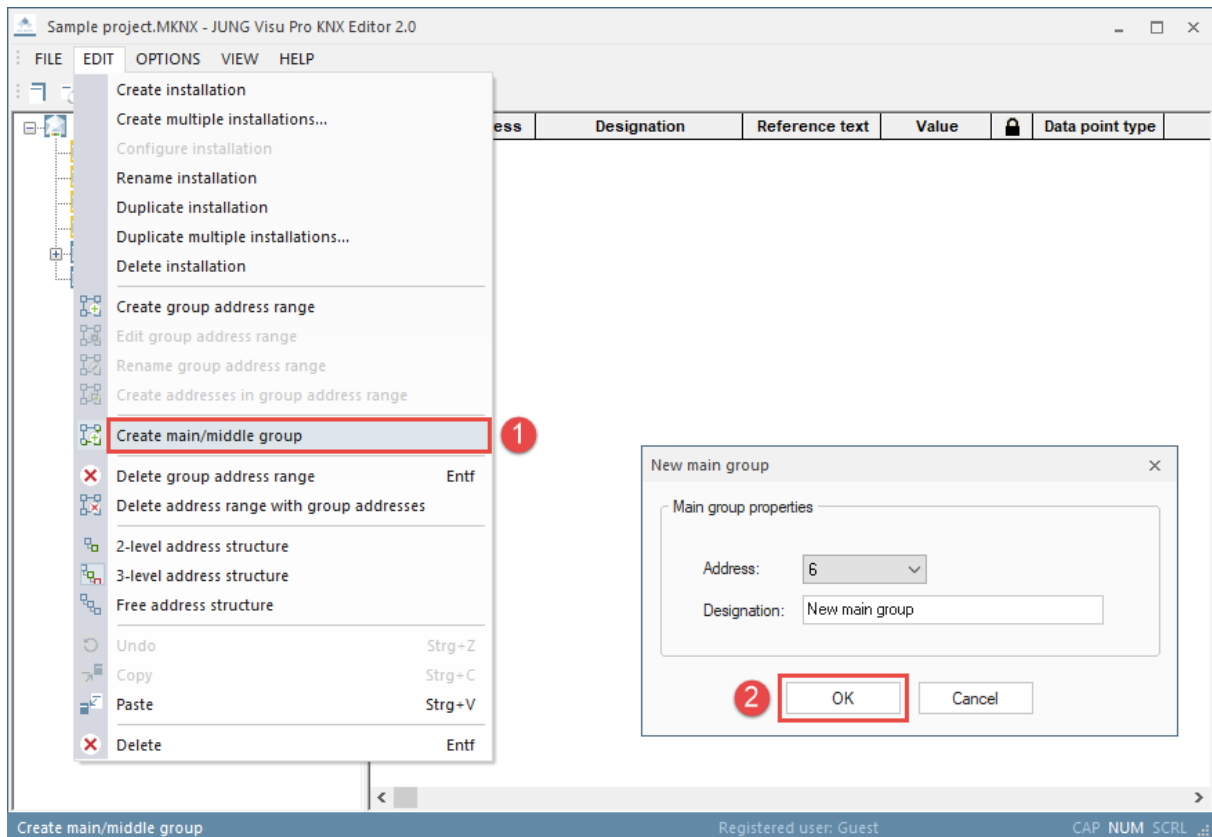 Sample project.MKNX - JUNG Visu Pro KNX Editor 2.0
FILE EDIT OPTIONS VIEW HELP
Create installation
Create multiple installations...
Configure installation
Rename installation
Duplicate installation
Duplicate multiple installations...
Delete installation
Create group address range
Edit group address range
Rename group address range
Create addresses in group address range
Create main/middle group 1
Delete group address range Entf
Delete address range with group addresses
2-level address structure
3-level address structure
Free address structure
Undo Strg+Z
Copy Strg+C
Paste Strg+V
Delete Entf
ess Designation Reference text Value Data point type
New main group
Main group properties
Address: 6
Designation: New main group
2 OK Cancel
Create main/middle group Registered user: Guest CAP NUM SCRL